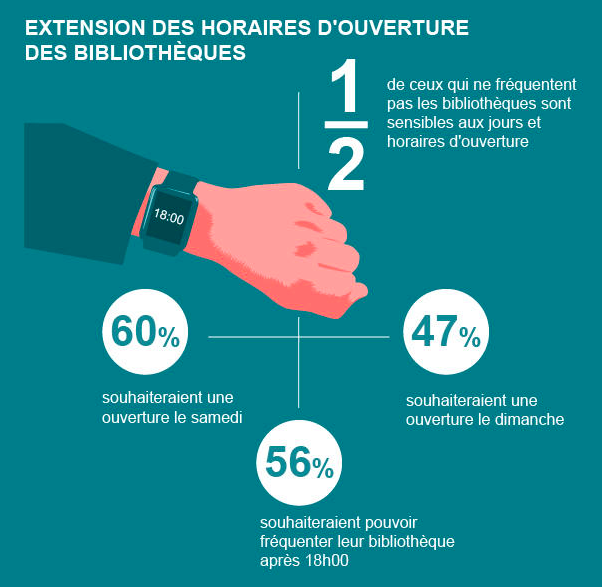 EXTENSION DES HORAIRES D'OUVERTURE
DES BIBLIOTHÈQUES
1
2
de ceux qui ne fréquentent
pas les bibliothèques sont
sensibles aux jours et
horaires d'ouverture
18:00
60%
souhaiteraient une
ouverture le samedi
47%
souhaiteraient une
ouverture le dimanche
56%
souhaiteraient pouvoir
fréquenter leur bibliothèque
après 18h00